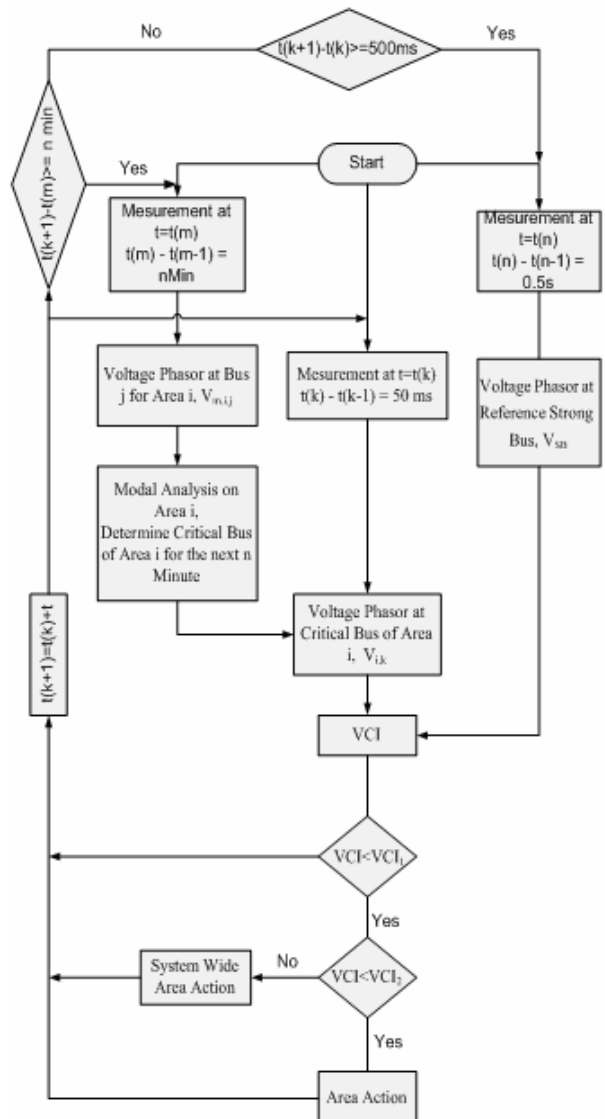 No
t(k+1)-t(k)>=500ms
Yes
t(k+1)-t(m)>= n min
Yes
Start
Mesurement at
t=t(m)
t(m) - t(m-1) =
nMin
Mesurement at
t=t(n)
t(n) - t(n-1) =
0.5s
Voltage Phasor at Bus
j for Area i, Vm,i,j
Mesurement at t=t(k)
t(k) - t(k-1) = 50 ms
Voltage Phasor at
Reference Strong
Bus, Vsn
Modal Analysis on
Area i,
Determine Critical Bus
of Area i for the next n
Minute
t(k+1)=t(k)+t
Voltage Phasor at
Critical Bus of Area
i, Vi,k
VCI
VCI<VCI1
Yes
System Wide
Area Action
No
VCI<VCI2
Yes
Area Action